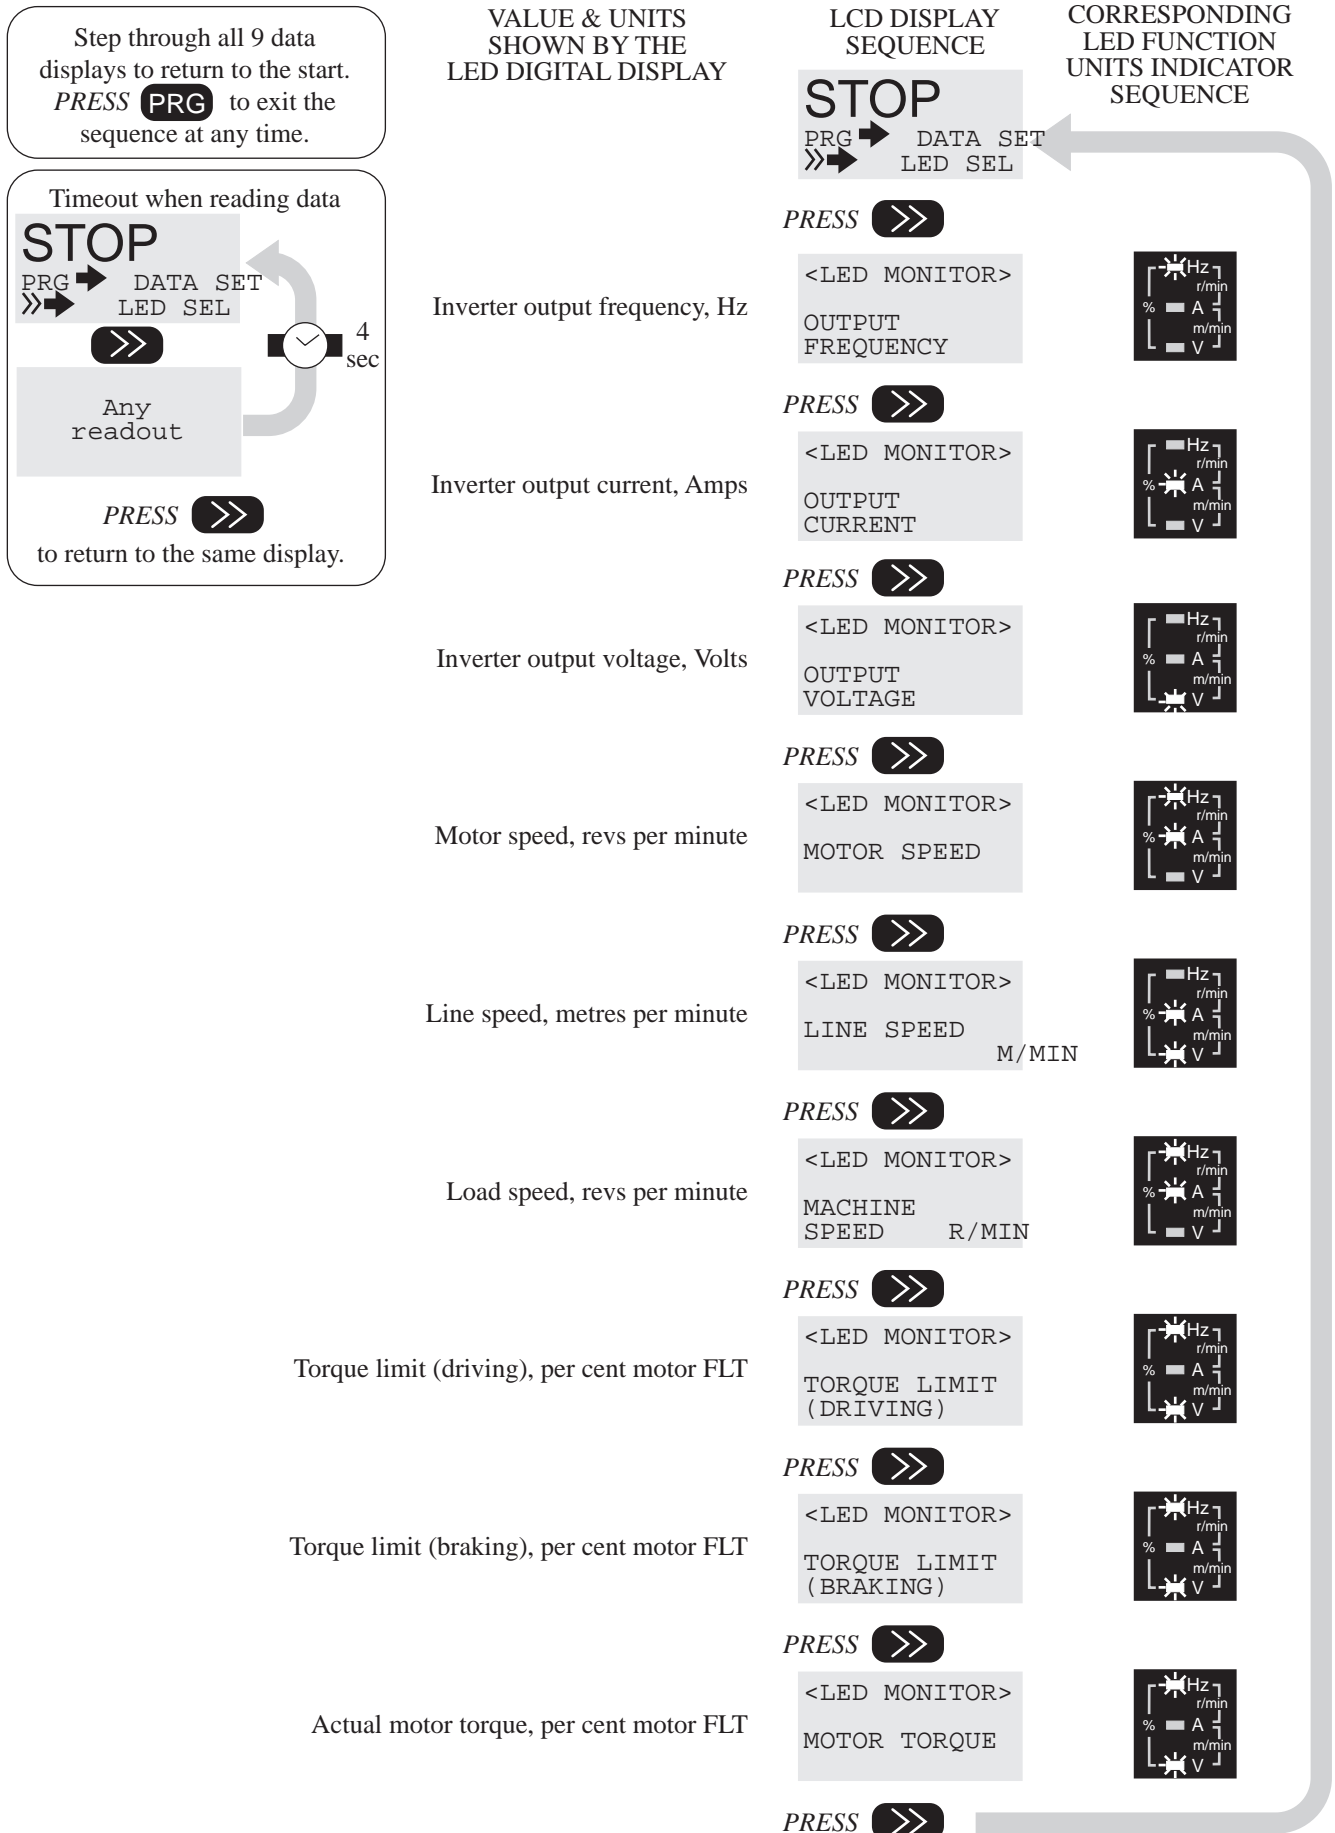 Step through all 9 data
displays to return to the start.
PRESS PRG to exit the
sequence at any time.
Timeout when reading data
STOP
PRG DATA SET
>> LED SEL
>>
4
sec
Any
readout
PRESS >>
to return to the same display.
VALUE & UNITS
SHOWN BY THE
LED DIGITAL DISPLAY
LCD DISPLAY
SEQUENCE
CORRESPONDING
LED FUNCTION
UNITS INDICATOR
SEQUENCE
STOP
PRG DATA SET
>> LED SEL
PRESS >>
Inverter output frequency, Hz
<LED MONITOR>
OUTPUT
FREQUENCY
Hz
r/min
% A
m/min
V
PRESS >>
Inverter output current, Amps
<LED MONITOR>
OUTPUT
CURRENT
Hz
r/min
% A
m/min
V
PRESS >>
Inverter output voltage, Volts
<LED MONITOR>
OUTPUT
VOLTAGE
Hz
r/min
% A
m/min
V
PRESS >>
Motor speed, revs per minute
<LED MONITOR>
MOTOR SPEED
Hz
r/min
% A
m/min
V
PRESS >>
Line speed, metres per minute
<LED MONITOR>
LINE SPEED
M/MIN
Hz
r/min
% A
m/min
V
PRESS >>
Load speed, revs per minute
<LED MONITOR>
MACHINE
SPEED R/MIN
Hz
r/min
% A
m/min
V
PRESS >>
Torque limit (driving), per cent motor FLT
<LED MONITOR>
TORQUE LIMIT
(DRIVING)
Hz
r/min
% A
m/min
V
PRESS >>
Torque limit (braking), per cent motor FLT
<LED MONITOR>
TORQUE LIMIT
(BRAKING)
Hz
r/min
% A
m/min
V
PRESS >>
Actual motor torque, per cent motor FLT
<LED MONITOR>
MOTOR TORQUE
Hz
r/min
% A
m/min
V
PRESS >>